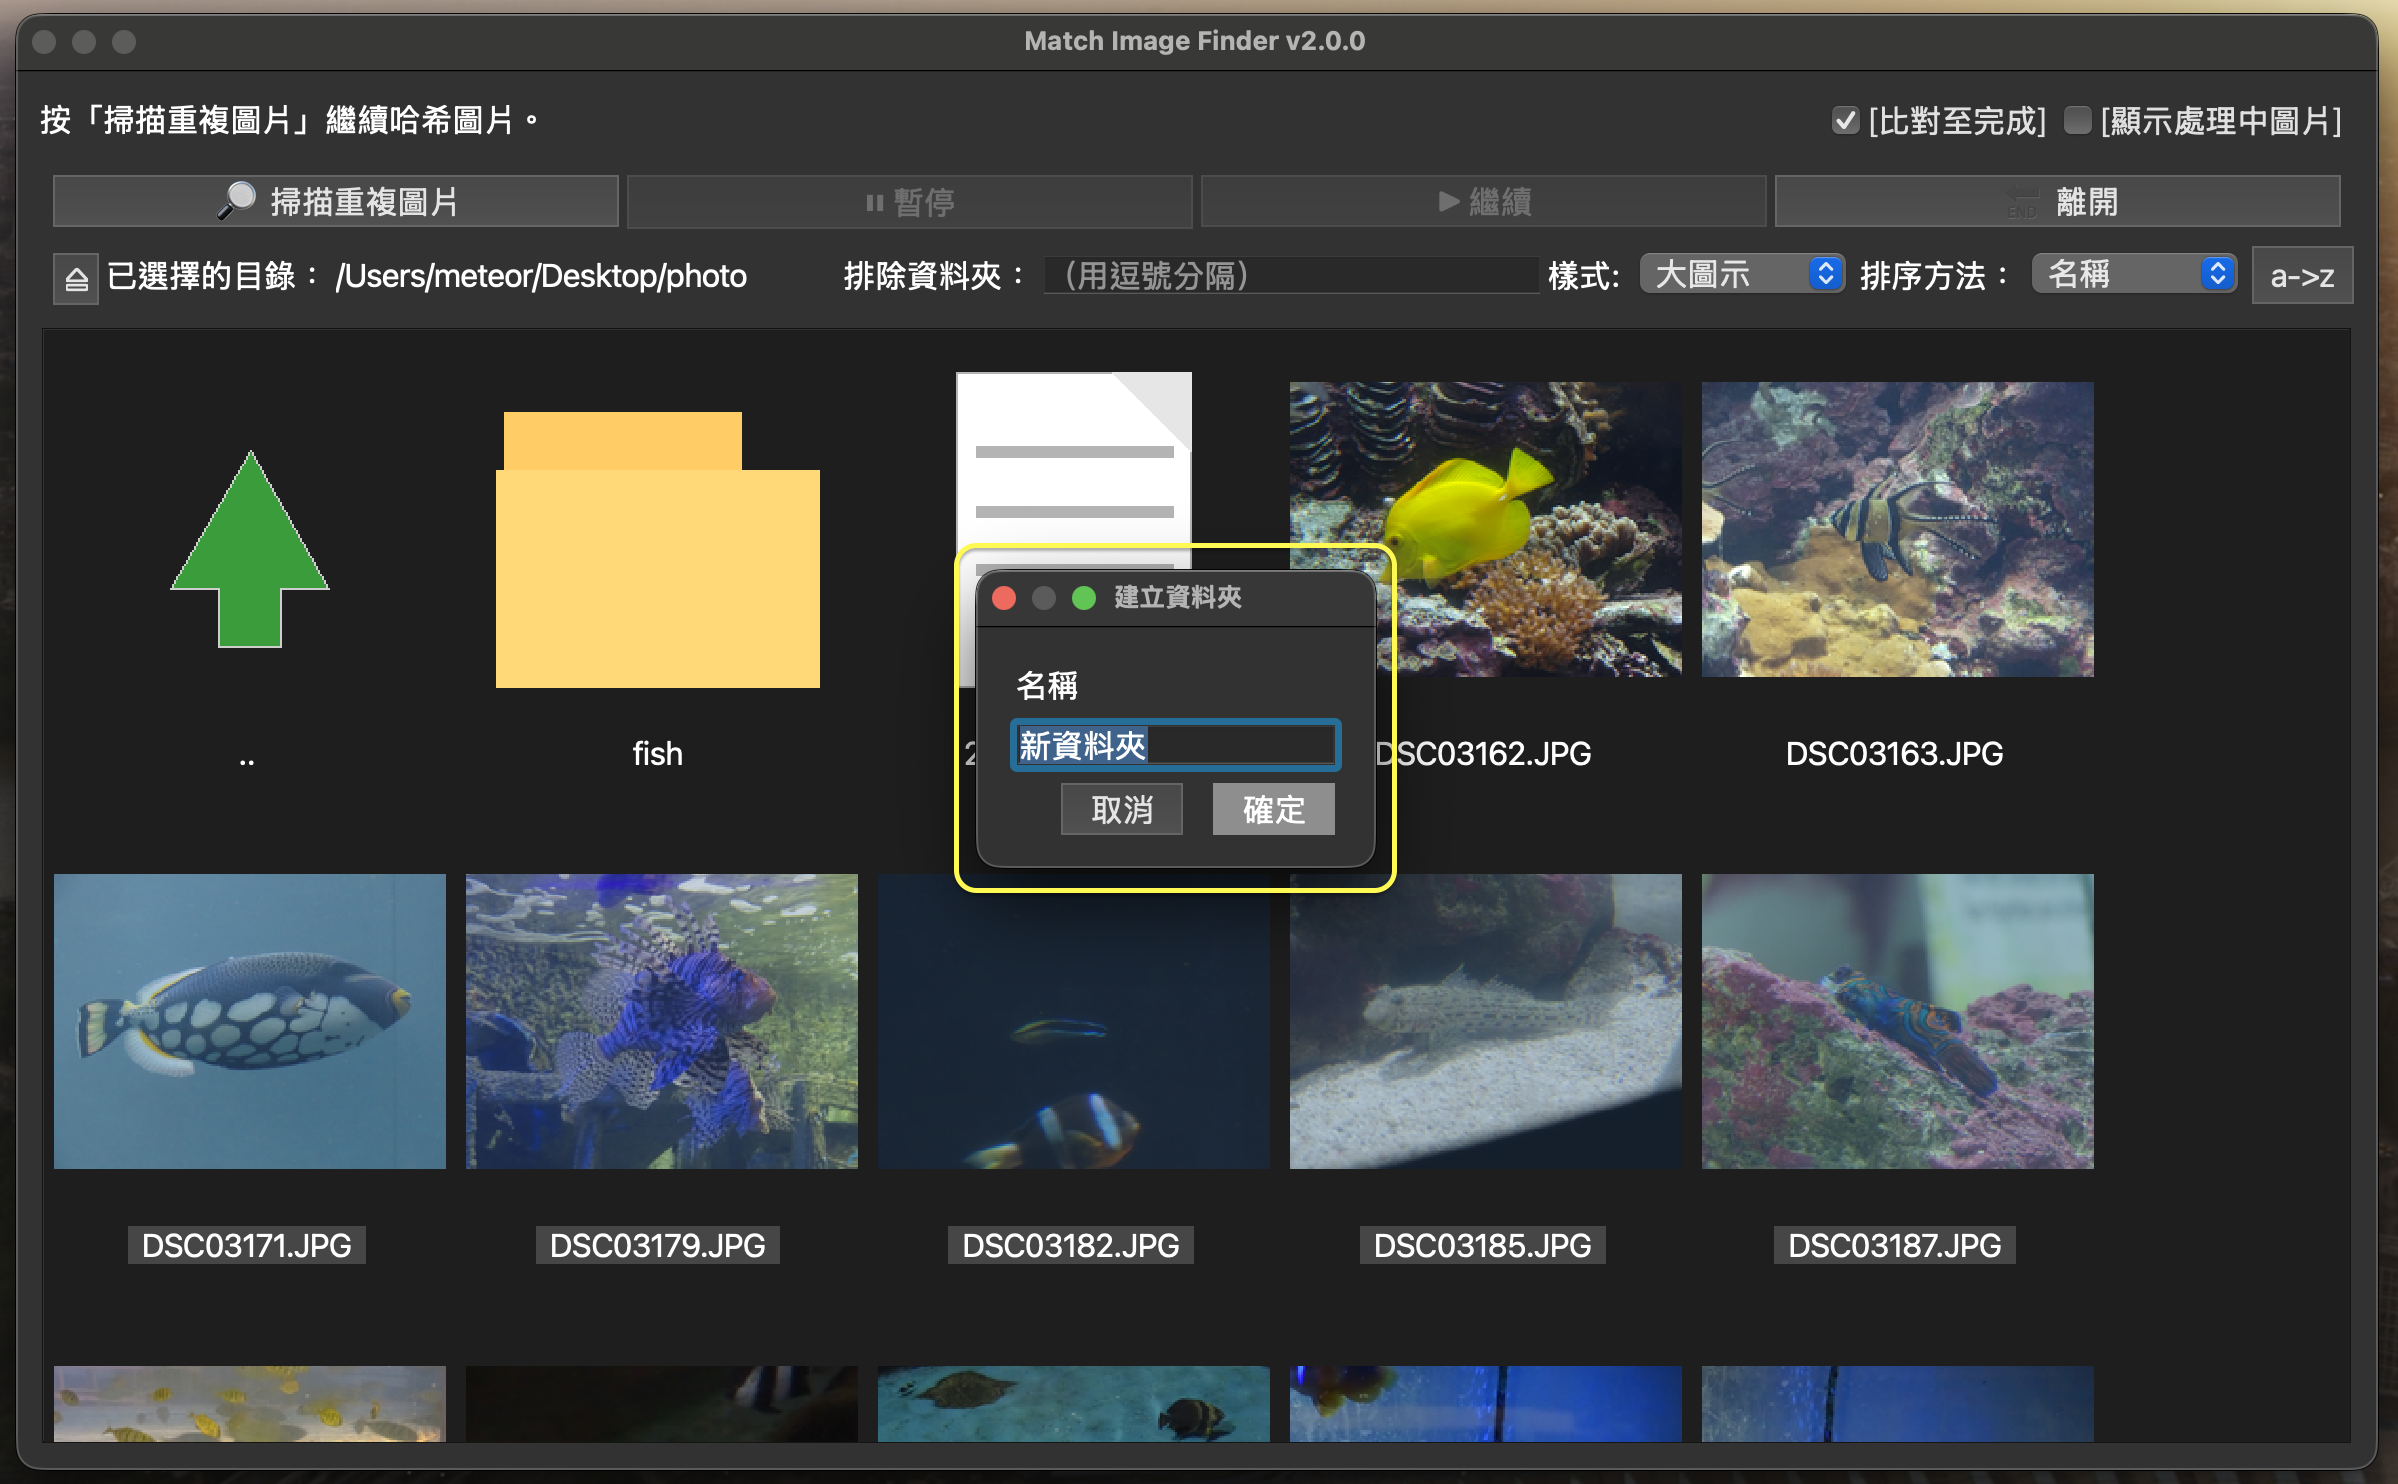 Match Image Finder v2.0.0
按「掃描重複圖片」繼續哈希圖片。
[比對至完成] [顯示處理中圖片]
掃描重複圖片 暫停 繼續 END 離開
已選擇的目錄： /Users/meteor/Desktop/photo 排除資料夾： （用逗號分隔） 樣式: 大圖示 排序方法： 名稱 a->z
建立資料夾
名稱
新資料夾
取消 確定
.. fish 2 DSC03162.JPG DSC03163.JPG
DSC03171.JPG DSC03179.JPG DSC03182.JPG DSC03185.JPG DSC03187.JPG